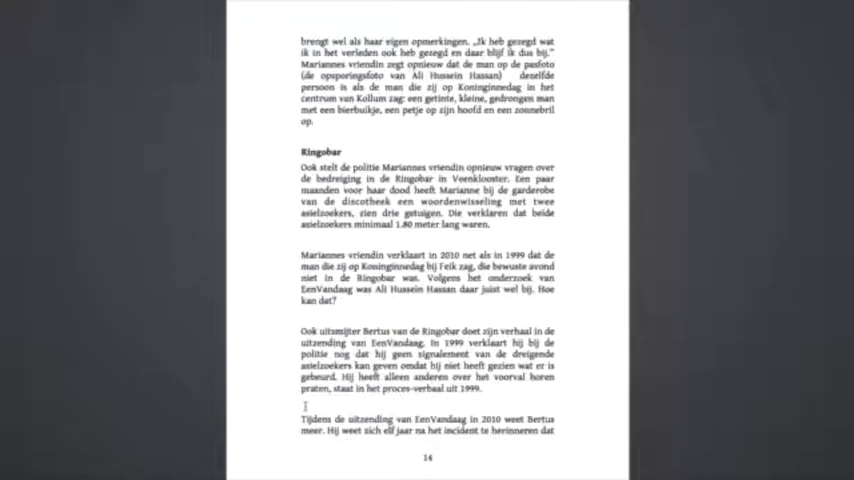 brengt wel als haar eigen opmerkingen. „Ik heb gezegd wat
ik in het verleden ook heb gezegd en daar blijf ik dus bij."
Mariannes vriendin zegt opnieuw dat de man op de pasfoto
(de opsporingsfoto van Ali Hussein Hassan) dezelfde
persoon is als de man die zij op Koninginnedag in het
centrum van Kollum zag: een getinte, kleine, gedrongen man
met een bierbuikje, een petje op zijn hoofd en een zonnebril
op.
Ringobar
Ook stelt de politie Mariannes vriendin opnieuw vragen over
de bedreiging in de Ringobar in Veenklooster. Een paar
maanden voor haar dood heeft Marianne bij de garderobe
van de discotheek een woordenwisseling met twee
asielzoekers, zien drie getuigen. Die verklaren dat beide
asielzoekers minimaal 1.80 meter lang waren.
Mariannes vriendin verklaart in 2010 net als in 1999 dat de
man die zij op Koninginnedag bij Feik zag, die bewuste avond
niet in de Ringobar was. Volgens het onderzoek van
EenVandaag was Ali Hussein Hassan daar juist wel bij. Hoe
kan dat?
Ook uitsmijter Bertus van de Ringobar doet zijn verhaal in de
uitzending van EenVandaag. In 1999 verklaart hij bij de
politie nog dat hij geen signalement van de dreigende
asielzoekers kan geven omdat hij niet heeft gezien wat er is
gebeurd. Hij heeft alleen anderen over het voorval horen
praten, staat in het proces-verbaal uit 1999.
Tijdens de uitzending van EenVandaag in 2010 weet Bertus
meer. Hij weet zich elf jaar na het incident te herinneren dat
14